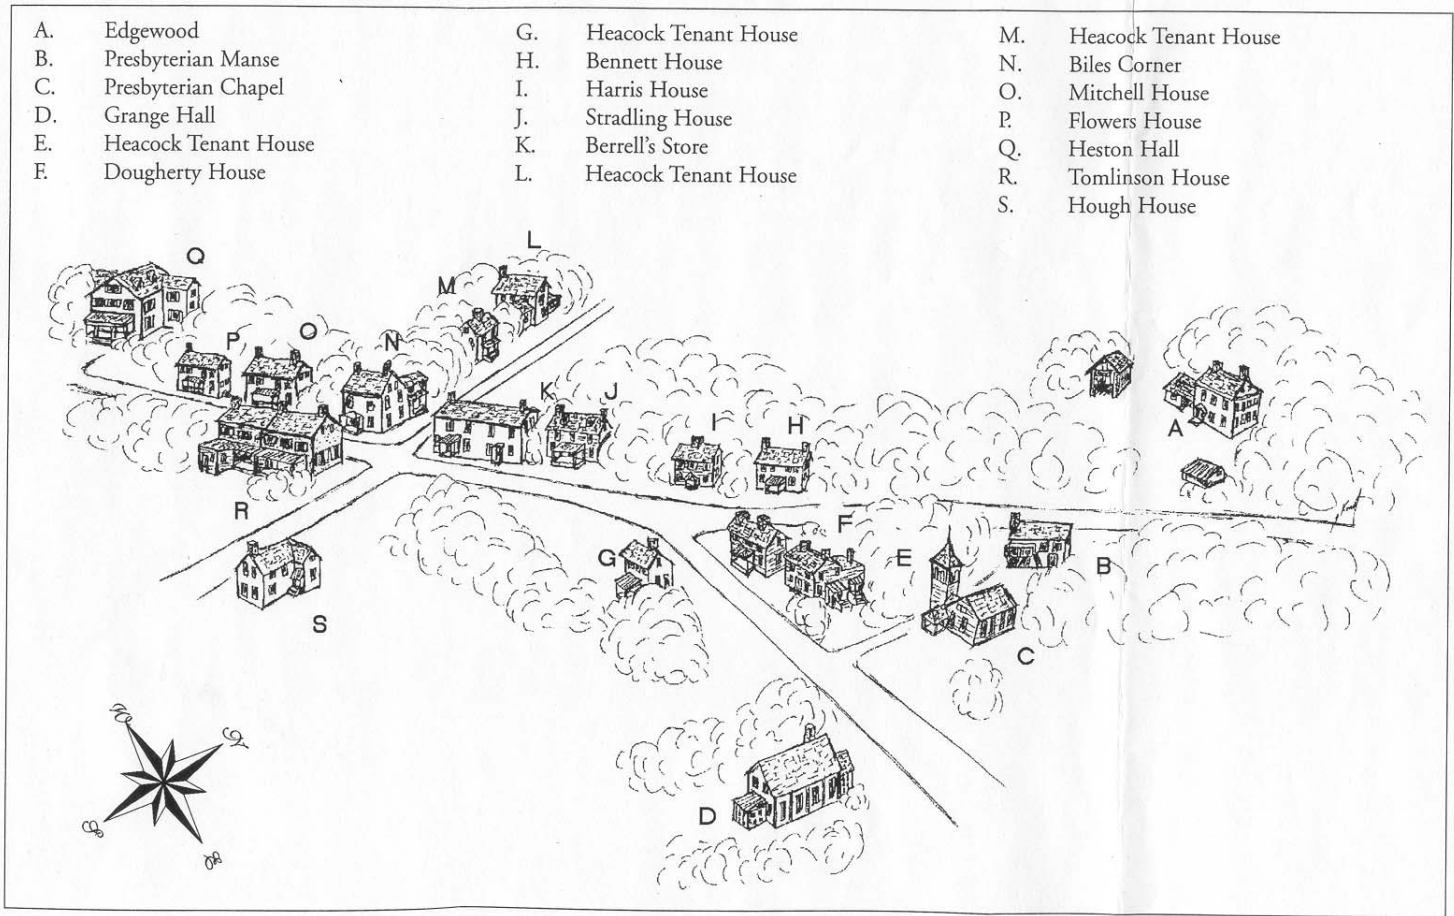 A. Edgewood
B. Presbyterian Manse
C. Presbyterian Chapel
D. Grange Hall
E. Heacock Tenant House
F. Dougherty House
G. Heacock Tenant House
H. Bennett House
I. Harris House
J. Stradling House
K. Berrell's Store
L. Heacock Tenant House
M. Heacock Tenant House
N. Biles Corner
O. Mitchell House
P. Flowers House
Q. Heston Hall
R. Tomlinson House
S. Hough House
Q
L
M
P
O
N
K
J
I
H
A
R
G
F
E
B
S
C
D
W
N
S
E